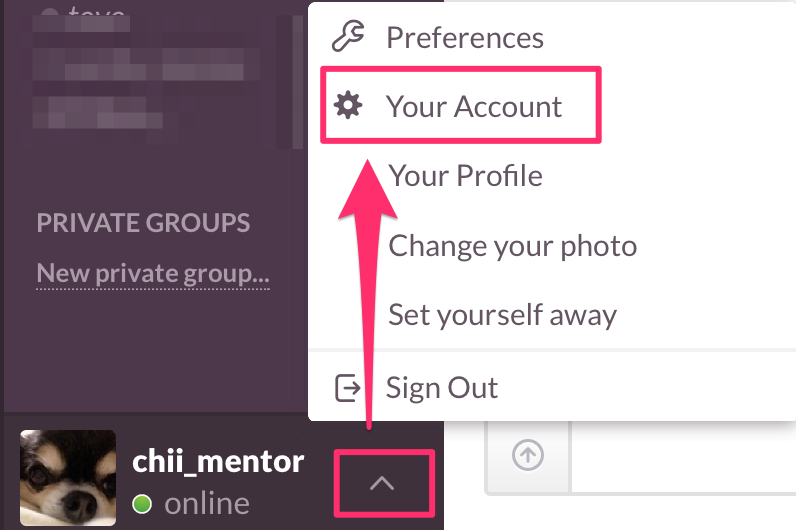 Preferences
Your Account
Your Profile
Change your photo
Set yourself away
Sign Out
PRIVATE GROUPS
New private group...
chii_mentor
online